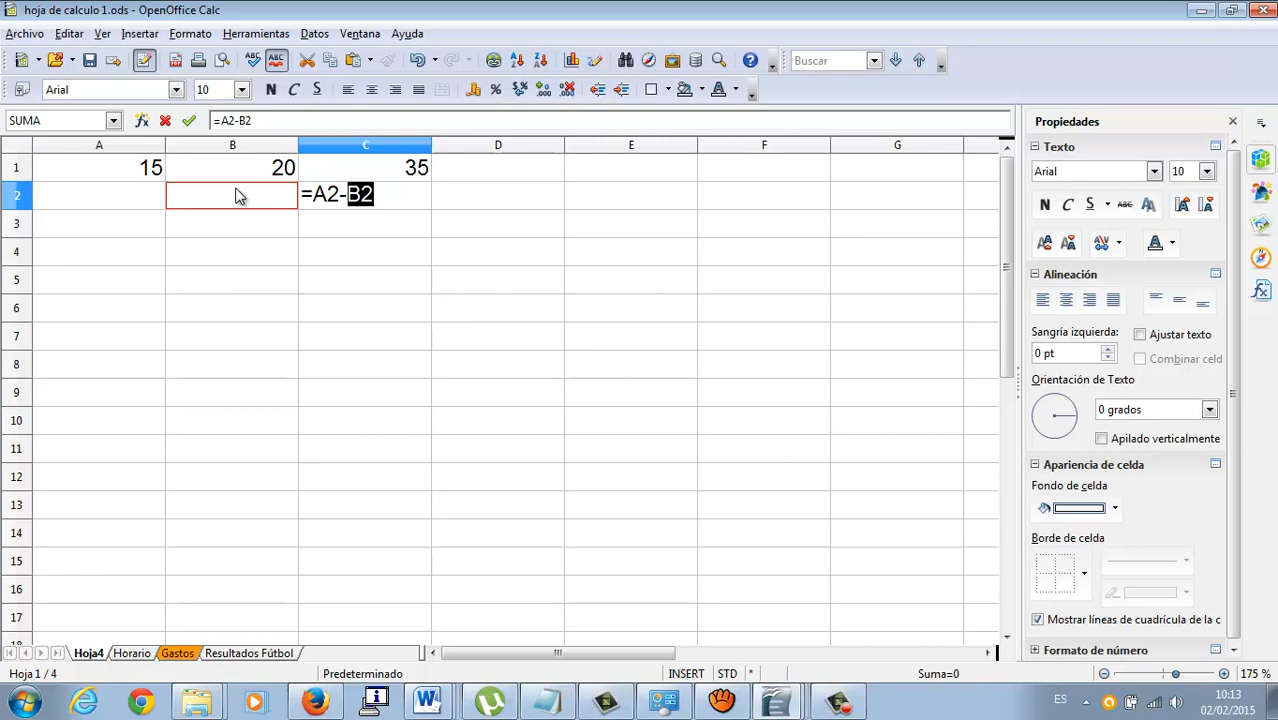 hoja de calculo 1.ods - OpenOffice Calc
Archivo Editar Ver Insertar Formato Herramientas Datos Ventana Ayuda
Buscar
Arial 10
SUMA =A2-B2
A B C D E F G
1 15 20 35
2 =A2-B2
3
4
5
6
7
8
9
10
11
12
13
14
15
16
17
18
Propiedades
Texto
Arial 10
Alineación
Sangría izquierda:
Ajustar texto
0 pt
Combinar celd
Orientación de Texto
0 grados
Apilado verticalmente
Apariencia de celda
Fondo de celda
Borde de celda
Mostrar líneas de cuadrícula de la c
Formato de número
Hoja4 Horario Gastos Resultados Fútbol
Hoja 1 / 4 Predeterminado INSERT STD * Suma=0 175 %
ES
10:13
02/02/2015